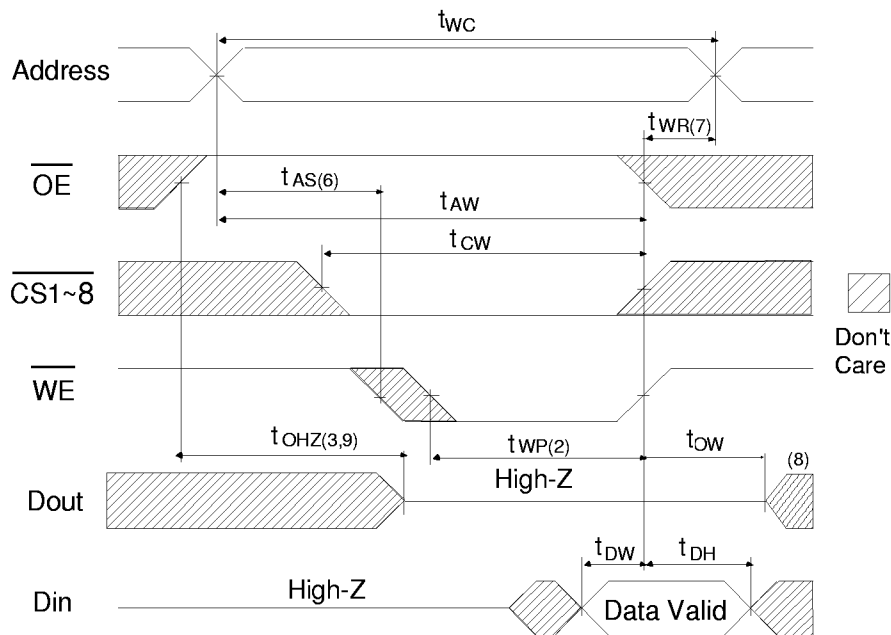 tWC
Address
tWR(7)
OE
tAS(6)
tAW
tCW
CS1~8
Don't
Care
WE
tOHZ(3,9)
tWP(2)
tOW
(8)
High-Z
Dout
tDW
tDH
High-Z
Din
Data Valid